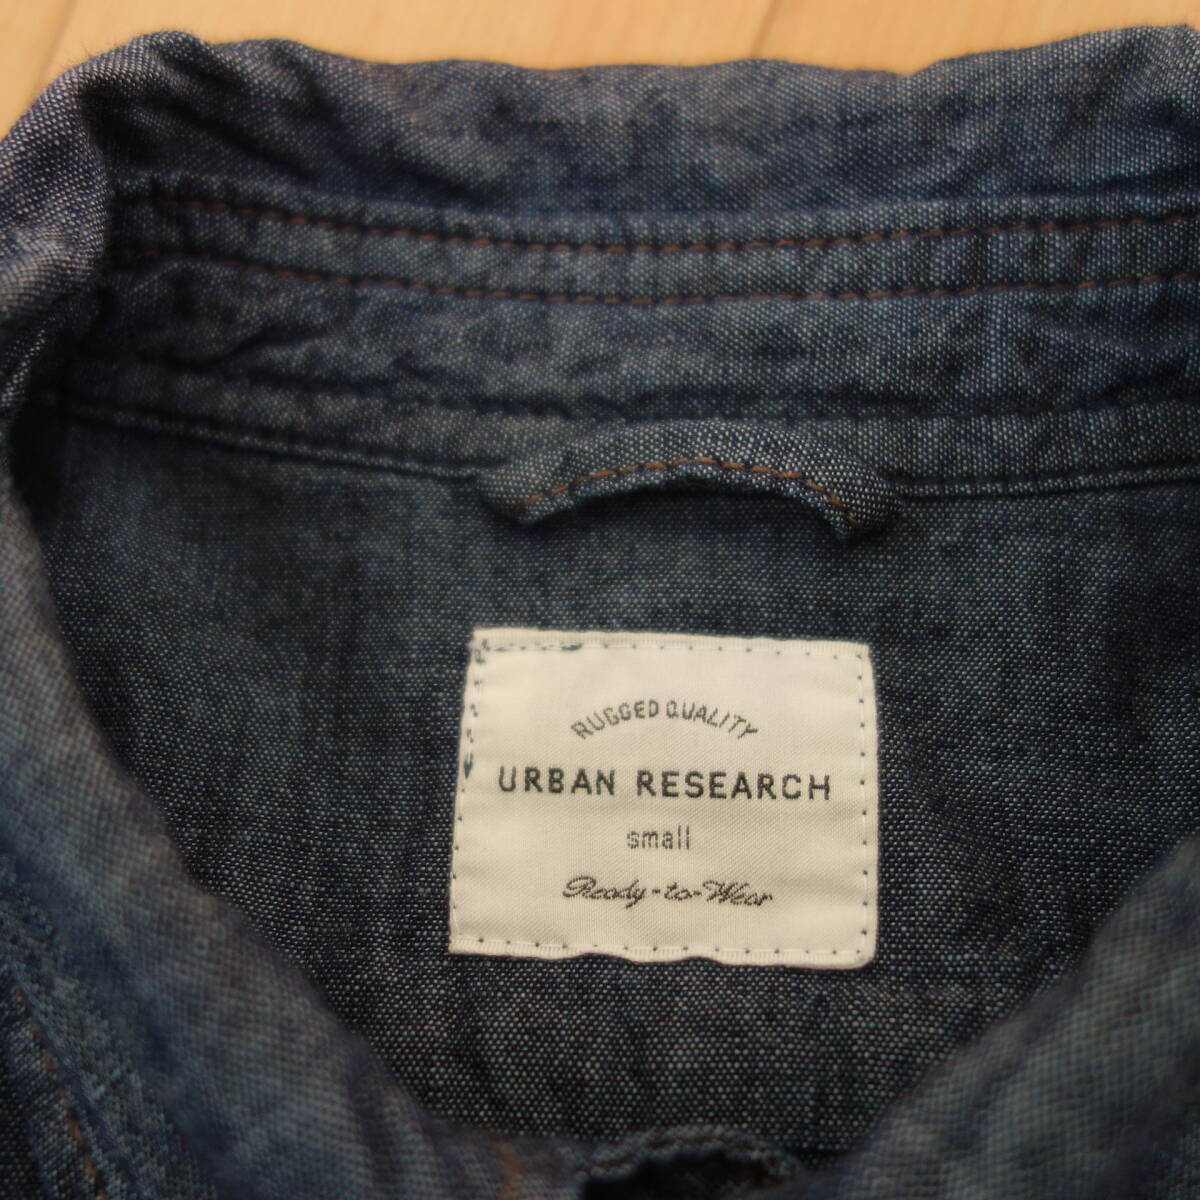 RUGGED QUALITY
URBAN RESEARCH
small
Ready-to-Wear